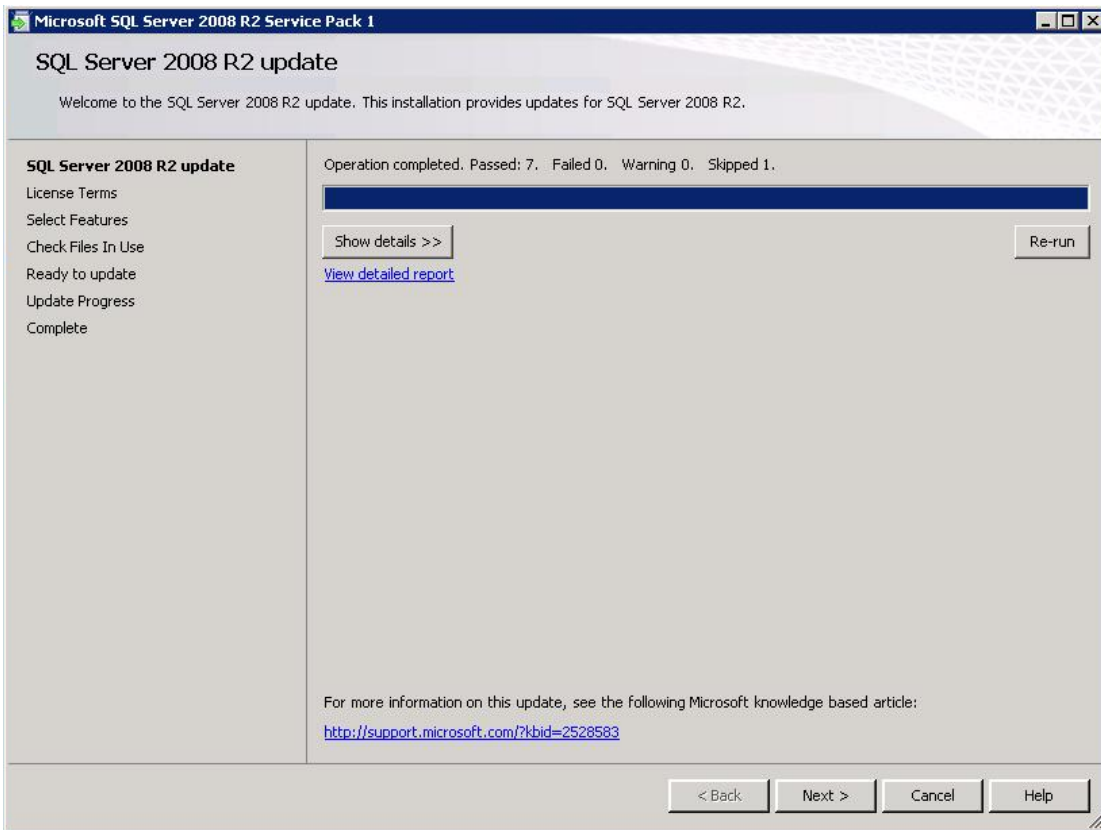 Microsoft SQL Server 2008 R2 Service Pack 1
SQL Server 2008 R2 update
Welcome to the SQL Server 2008 R2 update. This installation provides updates for SQL Server 2008 R2.
SQL Server 2008 R2 update
License Terms
Select Features
Check Files In Use
Ready to update
Update Progress
Complete
Operation completed. Passed: 7. Failed 0. Warning 0. Skipped 1.
Show details >>
Re-run
View detailed report
For more information on this update, see the following Microsoft knowledge based article:
http://support.microsoft.com/?kbid=2528583
< Back
Next >
Cancel
Help